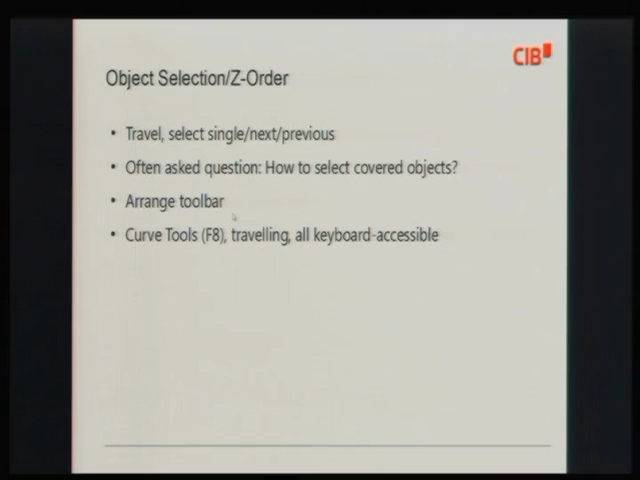 CIB
Object Selection/Z-Order
• Travel, select single/next/previous
• Often asked question: How to select covered objects?
• Arrange toolbar
• Curve Tools (F8), travelling, all keyboard-accessible